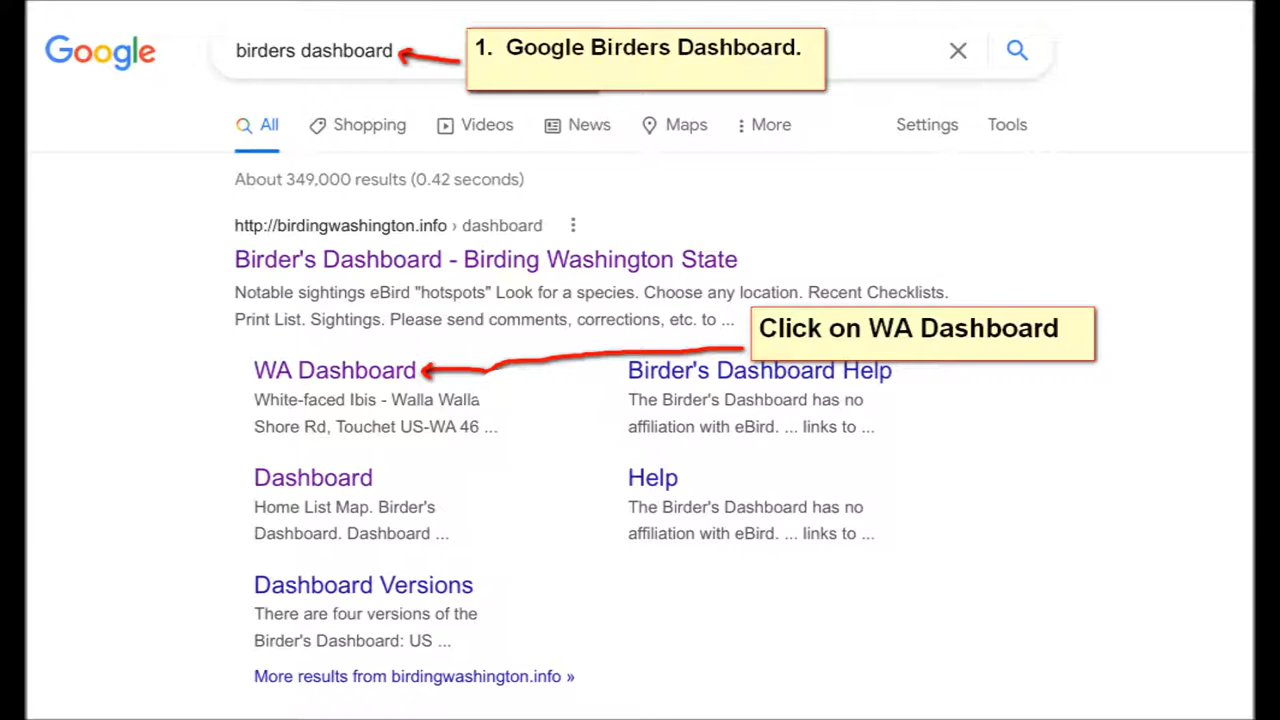 Google
birders dashboard
1. Google Birders Dashboard.
All Shopping Videos News Maps More Settings Tools
About 349,000 results (0.42 seconds)
http://birdingwashington.info › dashboard
Birder's Dashboard - Birding Washington State
Notable sightings eBird "hotspots" Look for a species. Choose any location. Recent Checklists.
Print List. Sightings. Please send comments, corrections, etc. to ...
Click on WA Dashboard
WA Dashboard
White-faced Ibis - Walla Walla
Shore Rd, Touchet US-WA 46 ...
Birder's Dashboard Help
The Birder's Dashboard has no
affiliation with eBird. ... links to ...
Dashboard
Home List Map. Birder's
Dashboard. Dashboard ...
Help
The Birder's Dashboard has no
affiliation with eBird. ... links to ...
Dashboard Versions
There are four versions of the
Birder's Dashboard: US ...
More results from birdingwashington.info »